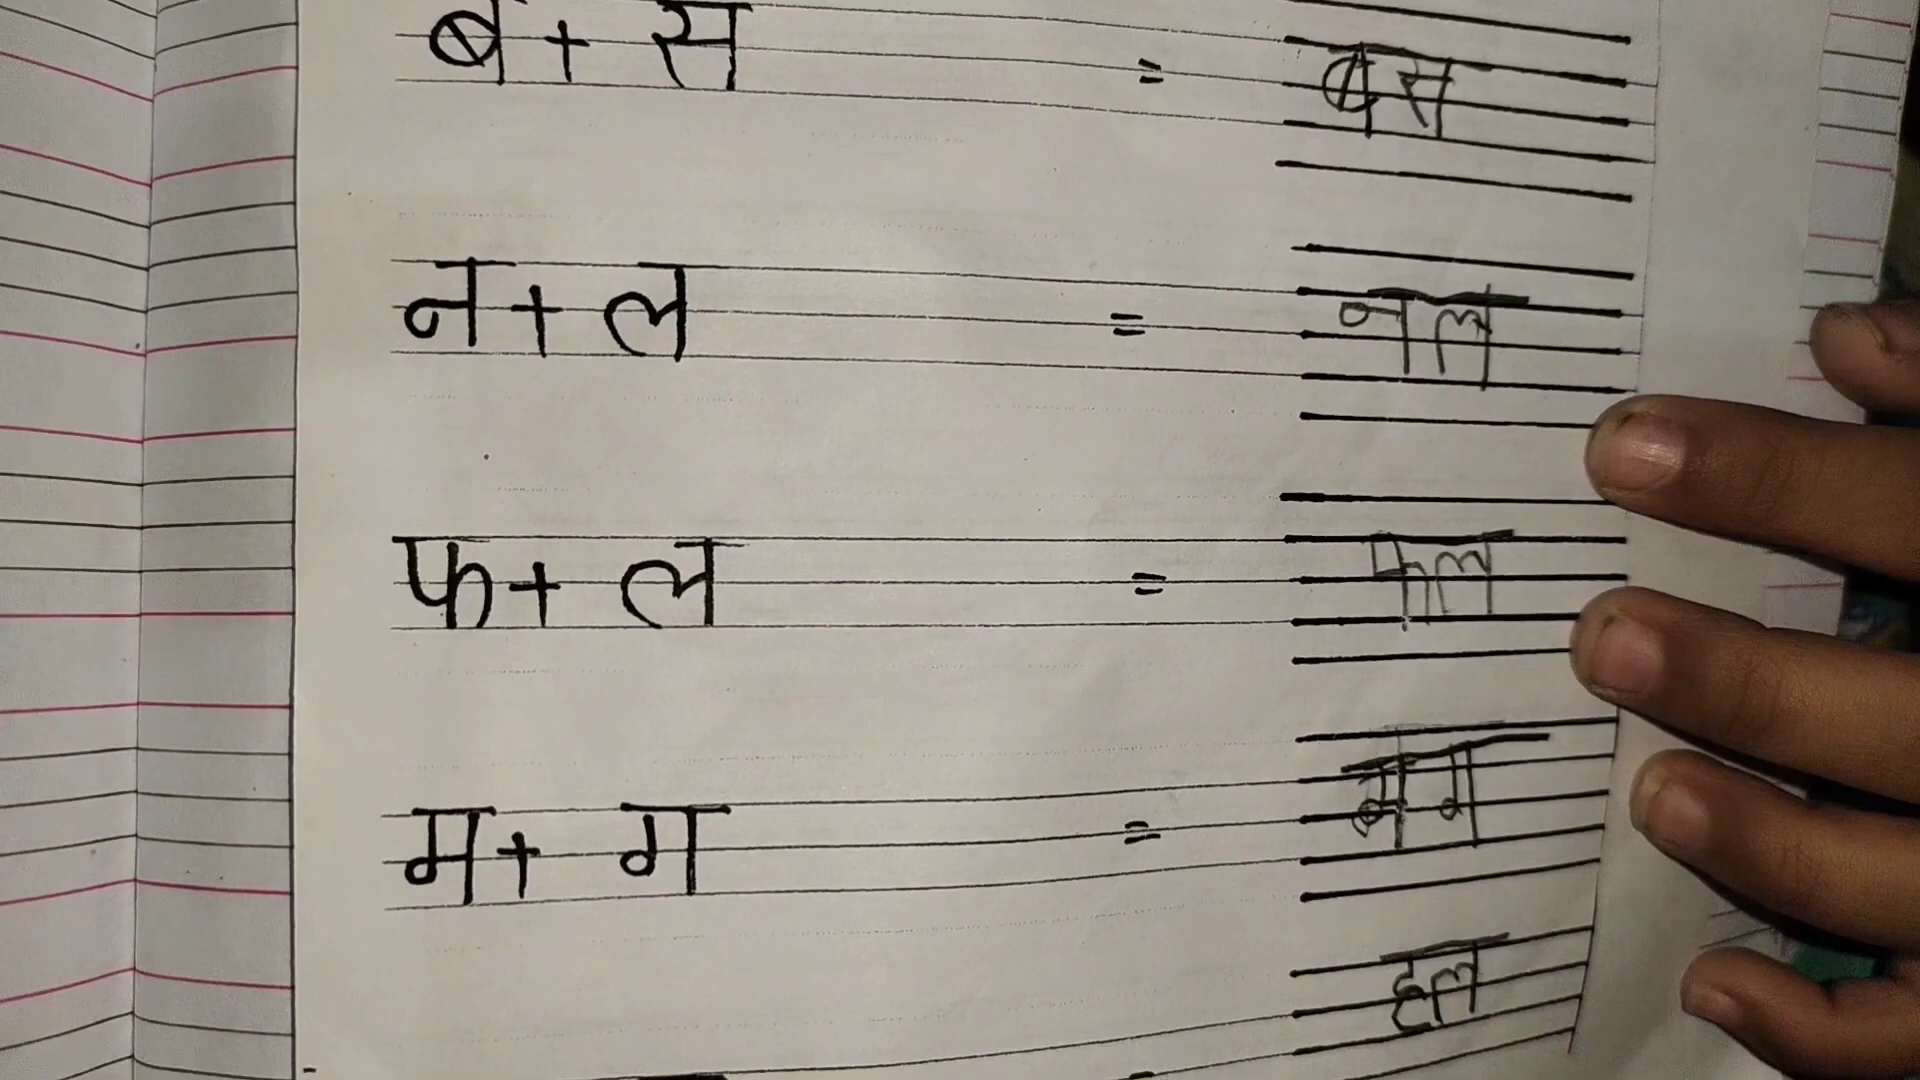 ब + स = बस
न + ल = नल
फ + ल = फल
म + ग = मग
हल